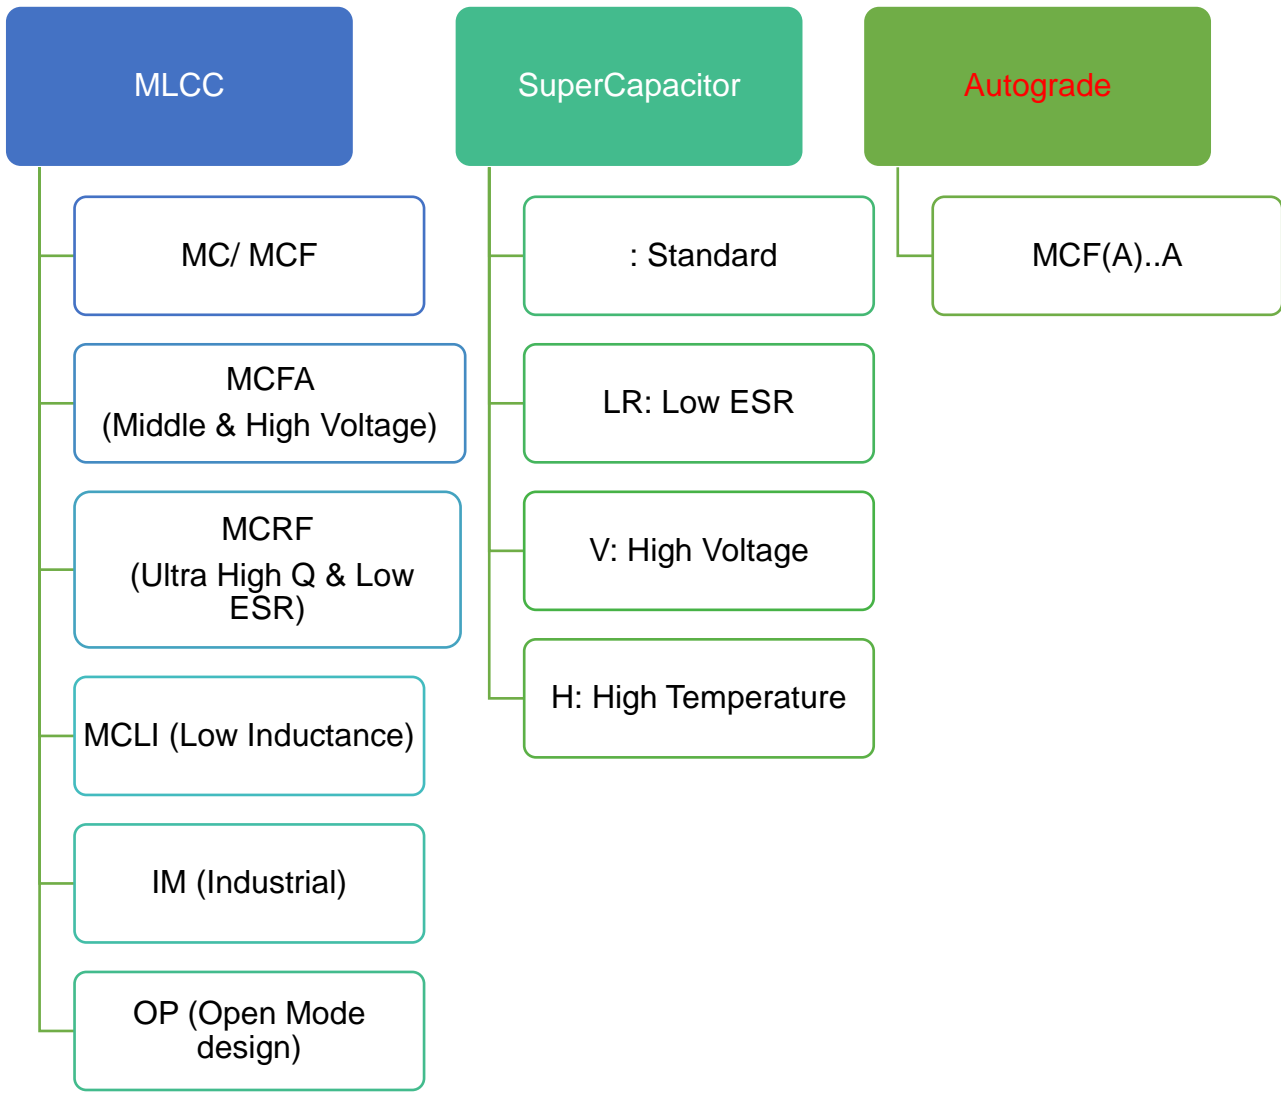 MLCC
MC/ MCF
MCFA
(Middle & High Voltage)
MCRF
(Ultra High Q & Low
ESR)
MCLI (Low Inductance)
IM (Industrial)
OP (Open Mode
design)
SuperCapacitor
: Standard
LR: Low ESR
V: High Voltage
H: High Temperature
Autograde
MCF(A)..A